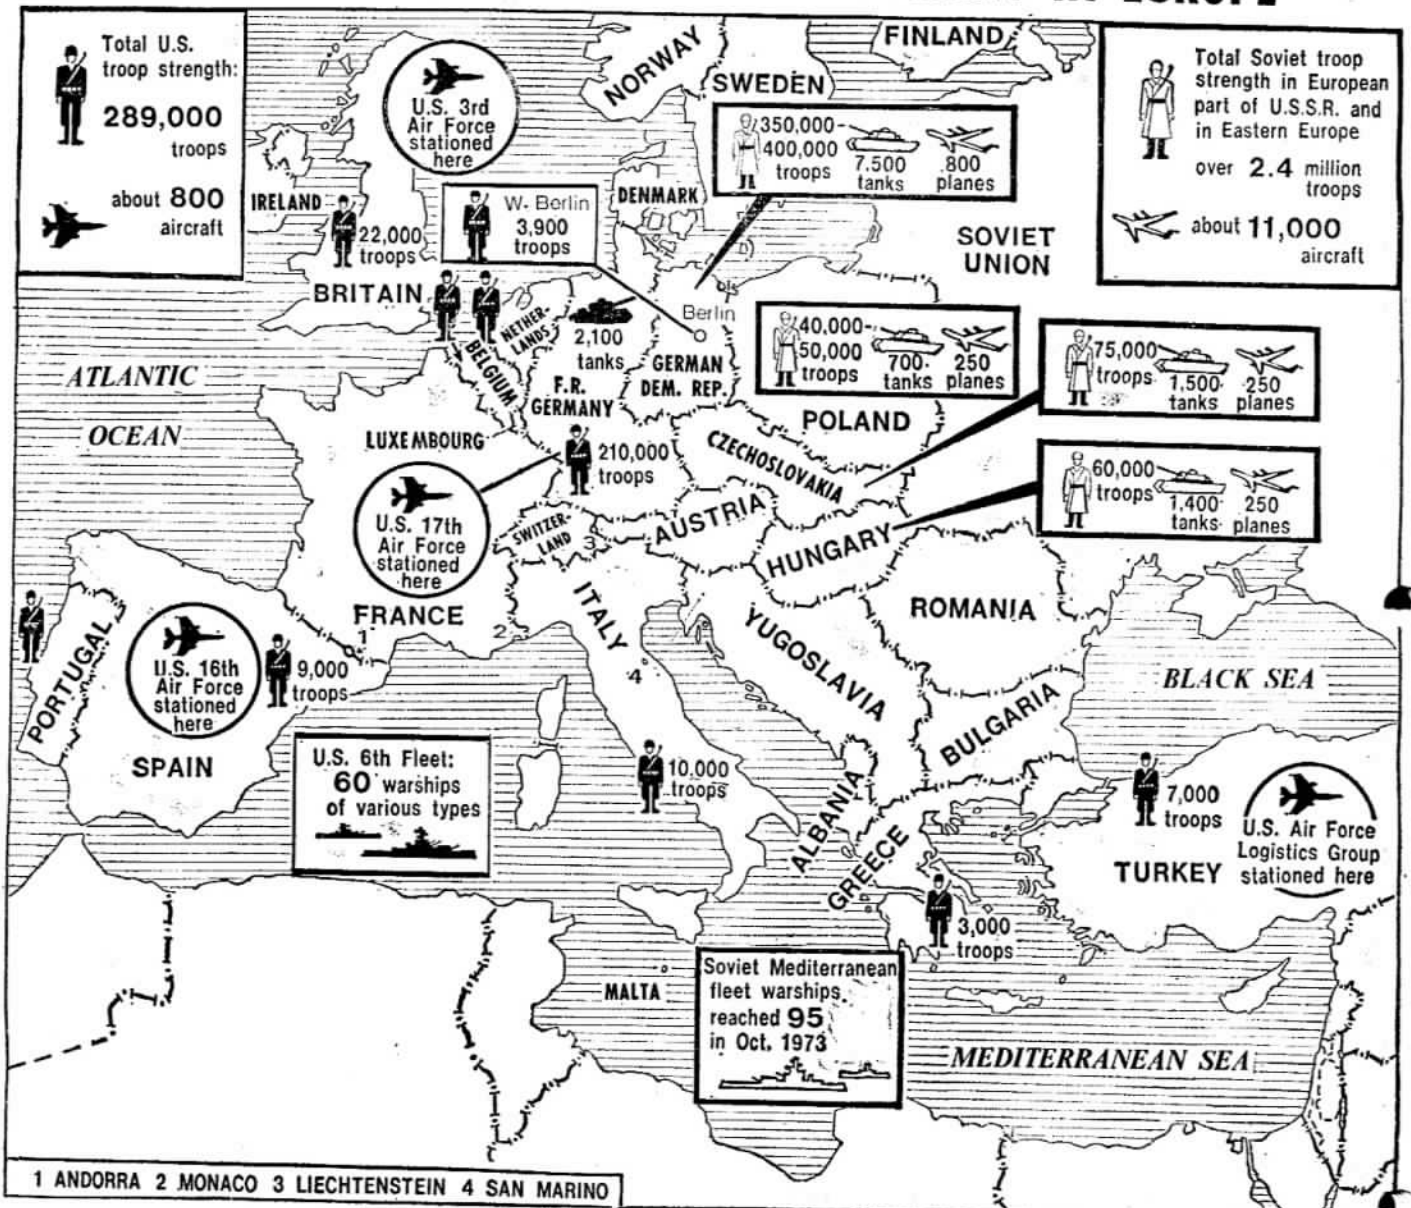 Total U.S.
troop strength:
289,000
troops
about 800
aircraft
U.S. 3rd
Air Force
stationed
here
NORWAY
SWEDEN
FINLAND
Total Soviet troop
strength in European
part of U.S.S.R. and
in Eastern Europe
over 2.4 million
troops
about 11,000
aircraft
350,000-
400,000
troops
7.500
tanks
800
planes
IRELAND
22,000
troops
BRITAIN
W. Berlin
3,900
troops
DENMARK
SOVIET
UNION
Berlin
NETHER-
LANDS
BELGIUM
2,100
tanks
F.R.
GERMANY
GERMAN
DEM. REP.
40,000-
50,000
troops
700
tanks
250
planes
75,000
troops
1,500
tanks
250
planes
ATLANTIC
OCEAN
LUXEMBOURG
210,000
troops
POLAND
CZECHOSLOVAKIA
60,000
troops
1,400
tanks
250
planes
U.S. 17th
Air Force
stationed
here
SWITZER-
LAND
3
AUSTRIA
HUNGARY
FRANCE
1
2
ITALY
4
YUGOSLAVIA
ROMANIA
BLACK SEA
PORTUGAL
U.S. 16th
Air Force
stationed
here
9,000
troops
SPAIN
U.S. 6th Fleet:
60 warships
of various types
10,000
troops
BULGARIA
ALBANIA
GREECE
3,000
troops
7,000
troops
TURKEY
U.S. Air Force
Logistics Group
stationed here
MALTA
Soviet Mediterranean
fleet warships
reached 95
in Oct. 1973
MEDITERRANEAN SEA
1 ANDORRA 2 MONACO 3 LIECHTENSTEIN 4 SAN MARINO